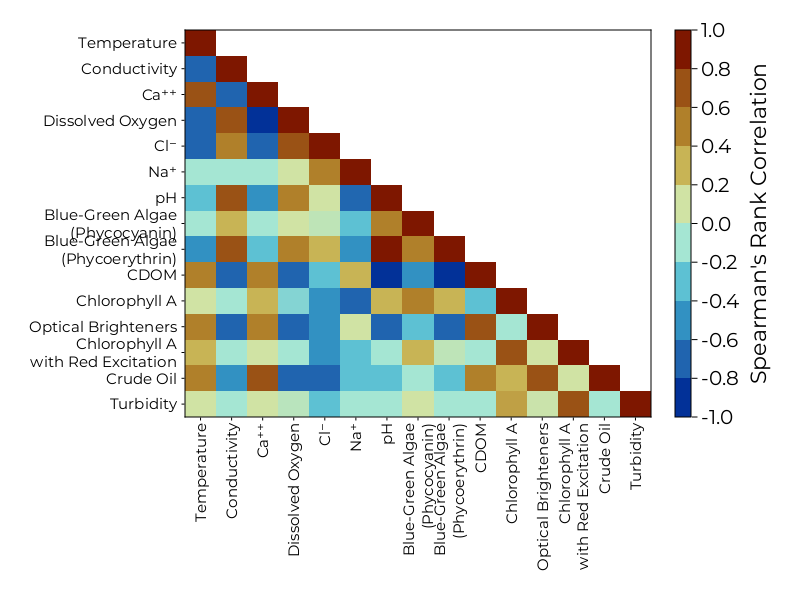 Temperature
Conductivity
Ca⁺⁺
Dissolved Oxygen
Cl⁻
Na⁺
pH
Blue-Green Algae
(Phycocyanin)
Blue-Green Algae
(Phycoerythrin)
CDOM
Chlorophyll A
Optical Brighteners
Chlorophyll A
with Red Excitation
Crude Oil
Turbidity
Temperature
Conductivity
Ca⁺⁺
Dissolved Oxygen
Cl⁻
Na⁺
pH
Blue-Green Algae
(Phycocyanin)
Blue-Green Algae
(Phycoerythrin)
CDOM
Chlorophyll A
Optical Brighteners
Chlorophyll A
with Red Excitation
Crude Oil
Turbidity
1.0
0.8
0.6
0.4
0.2
0.0
-0.2
-0.4
-0.6
-0.8
-1.0
Spearman's Rank Correlation